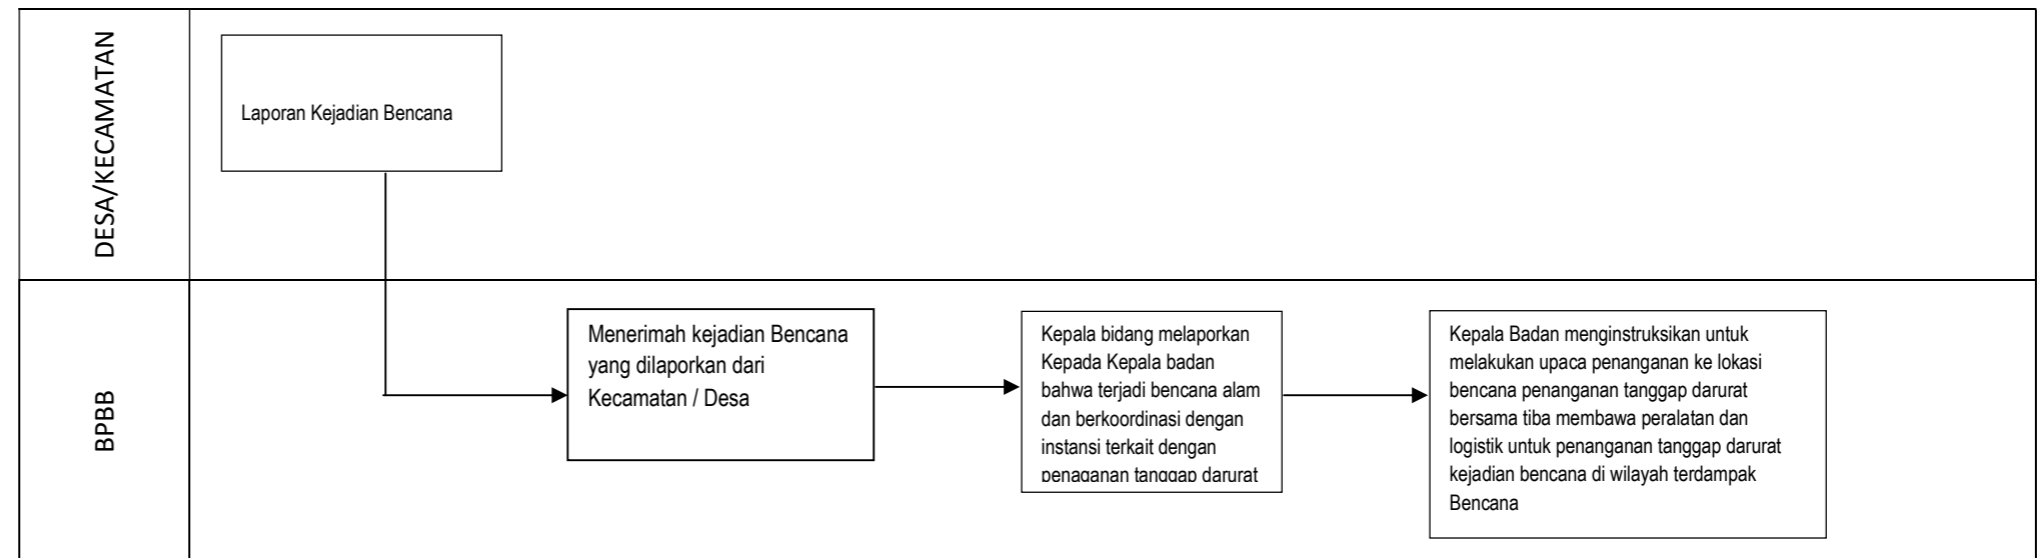 DESA/KECAMATAN
Laporan Kejadian Bencana
BPBB
Menerimah kejadian Bencana
yang dilaporkan dari
Kecamatan / Desa
Kepala bidang melaporkan
Kepada Kepala badan
bahwa terjadi bencana alam
dan berkoordinasi dengan
instansi terkait dengan
penaganan tanggap darurat
Kepala Badan menginstruksikan untuk
melakukan upaca penanganan ke lokasi
bencana penanganan tanggap darurat
bersama tiba membawa peralatan dan
logistik untuk penanganan tanggap darurat
kejadian bencana di wilayah terdampak
Bencana